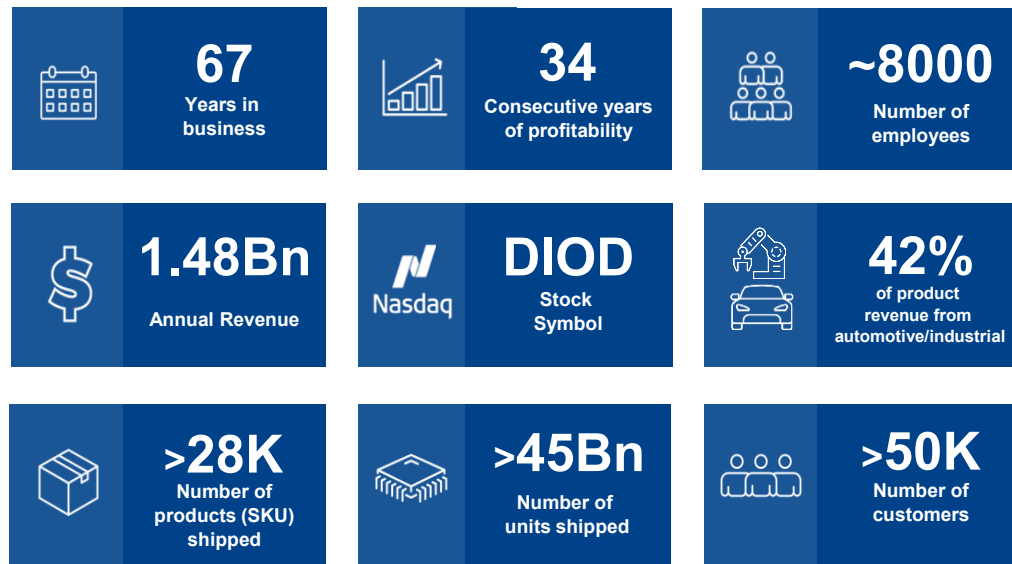 67
Years in
business
34
Consecutive years
of profitability
~8000
Number of
employees
1.48Bn
Annual Revenue
Nasdaq
DIOD
Stock
Symbol
42%
of product
revenue from
automotive/industrial
>28K
Number of
products (SKU)
shipped
>45Bn
Number of
units shipped
>50K
Number of
customers